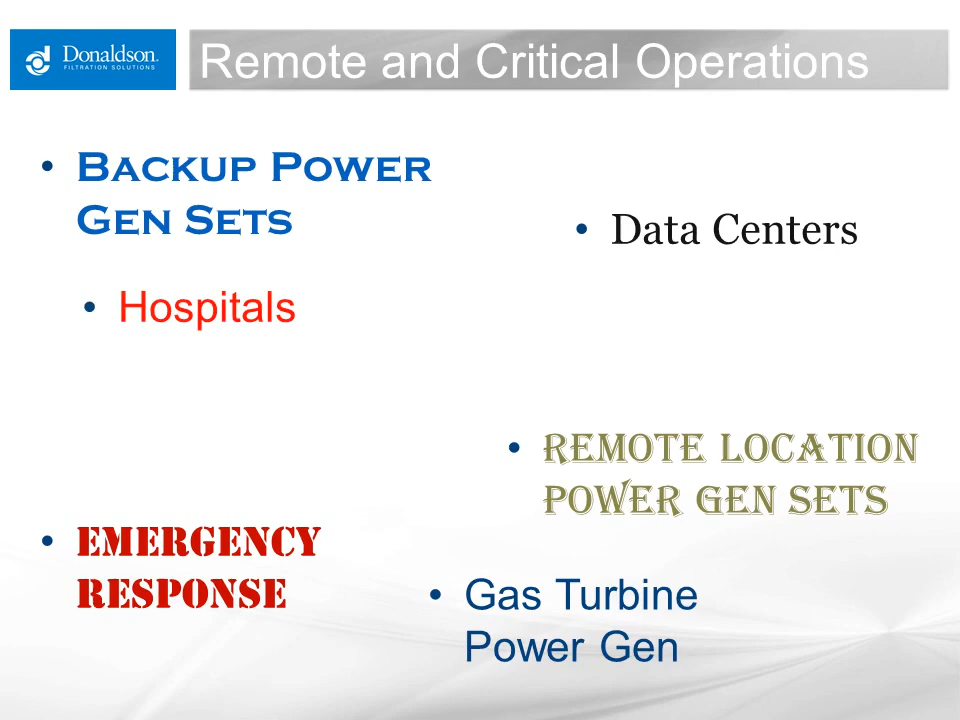 Donaldson.
FILTRATION SOLUTIONS
Remote and Critical Operations
• Backup Power
Gen Sets
• Data Centers
• Hospitals
• Remote Location
Power Gen Sets
• Emergency
Response
• Gas Turbine
Power Gen